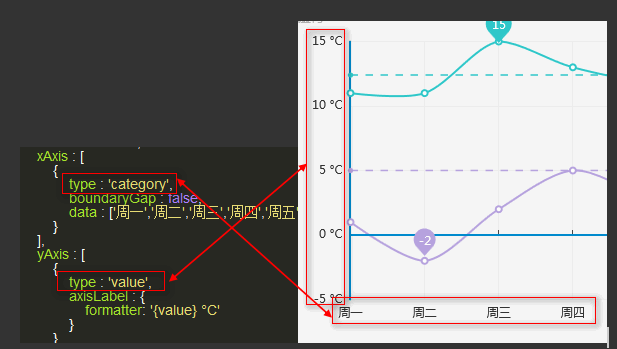 xAxis : [
{
type : 'category',
boundaryGap : false,
data : ['周一','周二','周三','周四','周五'
}
],
yAxis : [
{
type : 'value',
axisLabel : {
formatter: '{value} °C'
}
}
15 °C
10 °C
5 °C
0 °C
-5 °C
15
-2
周一 周二 周三 周四